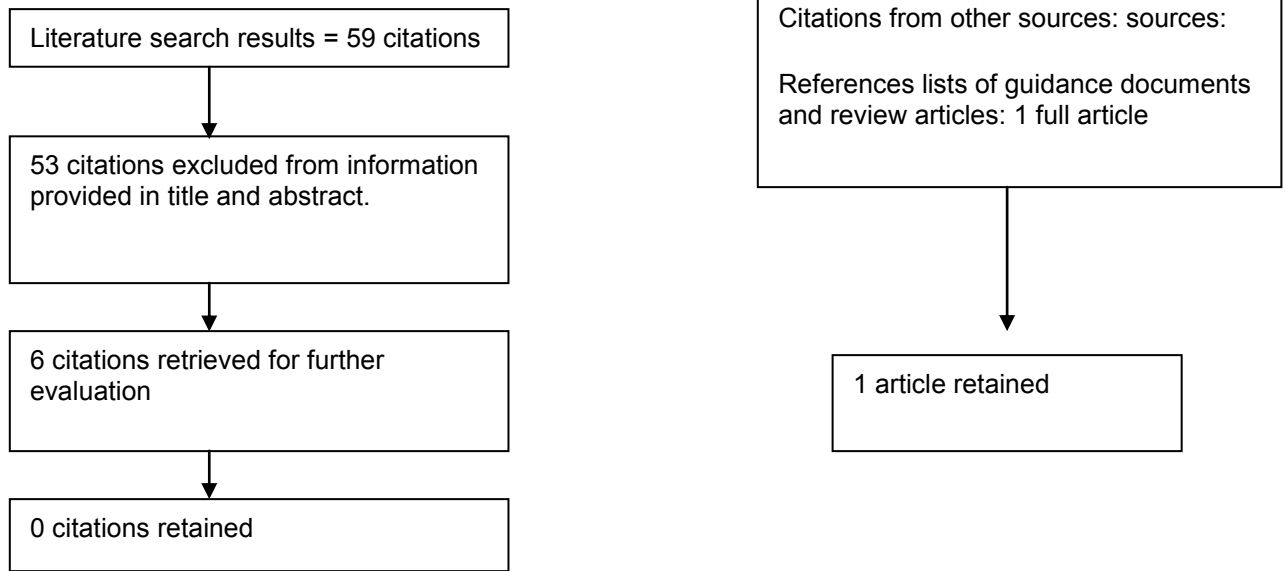 Literature search results = 59 citations
53 citations excluded from information
provided in title and abstract.
6 citations retrieved for further
evaluation
0 citations retained
Citations from other sources: sources:
References lists of guidance documents
and review articles: 1 full article
1 article retained